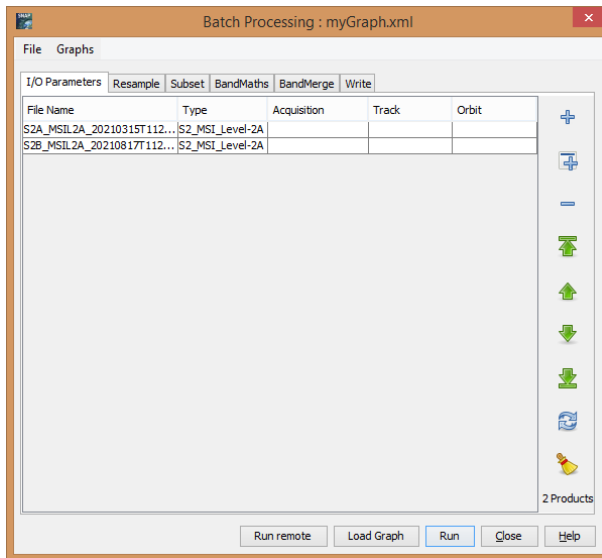 SNAP
Batch Processing : myGraph.xml
File Graphs
I/O Parameters Resample Subset BandMaths BandMerge Write
File Name Type Acquisition Track Orbit
S2A_MSIL2A_20210315T112... S2_MSI_Level-2A
S2B_MSIL2A_20210817T112... S2_MSI_Level-2A
2 Products
Run remote Load Graph Run Close Help